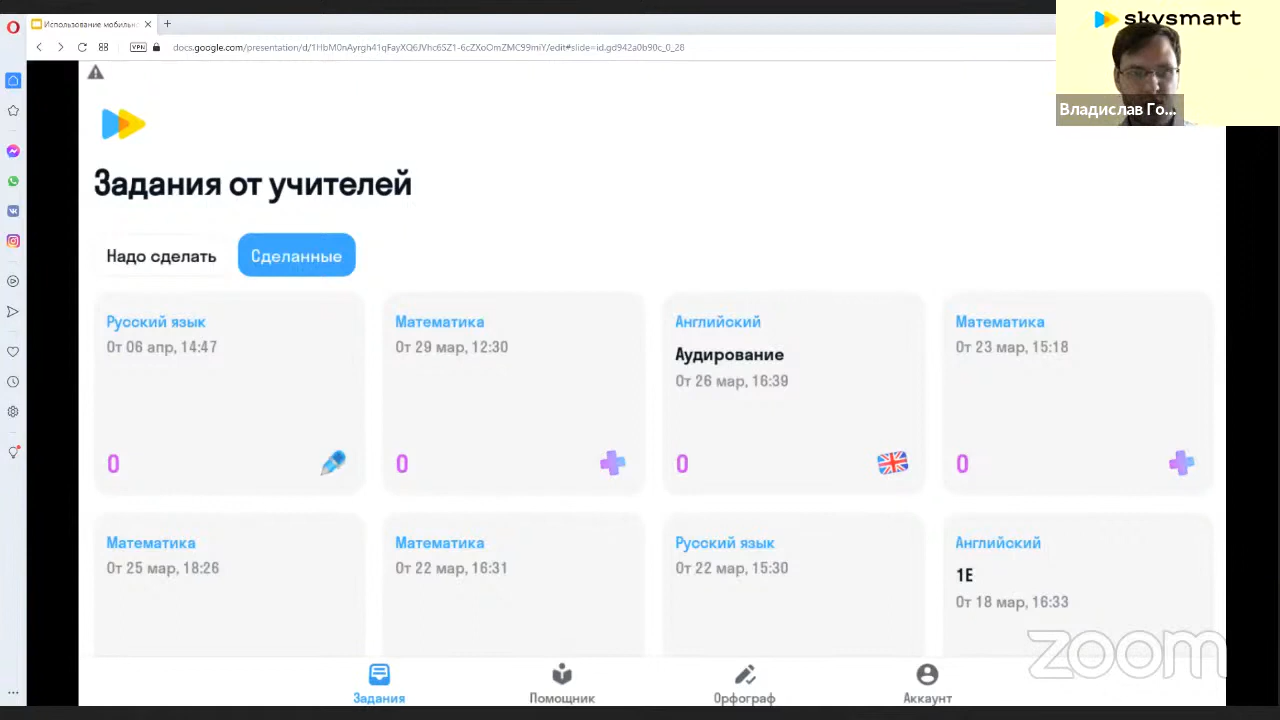 Использование мобильн
VPN
docs.google.com/presentation/d/1HbM0nAyrgh41qFayXQ6JVhc6SZ1-6cZXoOmZMC99miY/edit#slide=id.gd942a0b90c_0_28
skysmart
Владислав Го...
Задания от учителей
Надо сделать
Сделанные
Русский язык
От 06 апр, 14:47
0
Математика
От 29 мар, 12:30
0
Английский
Аудирование
От 26 мар, 16:39
0
Математика
От 23 мар, 15:18
0
Математика
От 25 мар, 18:26
Математика
От 22 мар, 16:31
Русский язык
От 22 мар, 15:30
Английский
1E
От 18 мар, 16:33
zoom
Задания
Помощник
Орфограф
Аккаунт